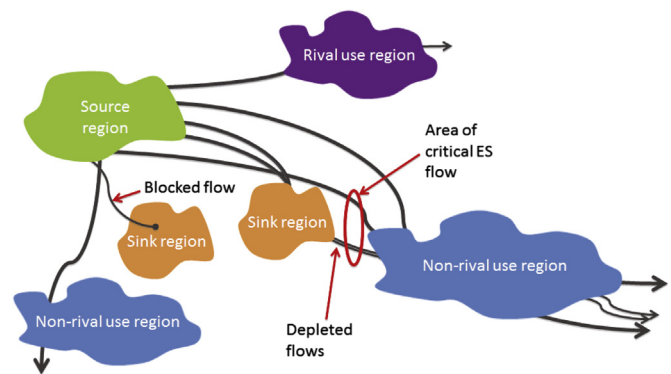 Rival use region
Source
region
Area of
critical ES
flow
Blocked flow
Sink region
Sink region
Non-rival use region
Non-rival use region
Depleted
flows